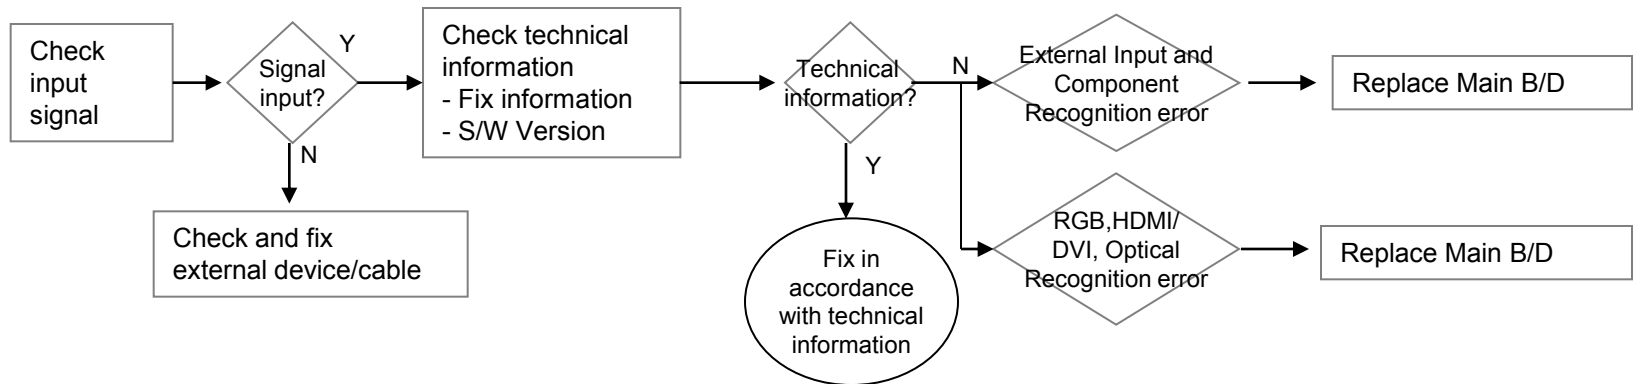 Check
input
signal
Signal
input?
Y
N
Check and fix
external device/cable
Check technical
information
- Fix information
- S/W Version
Technical
information?
N
Y
Fix in
accordance
with technical
information
External Input and
Component
Recognition error
Replace Main B/D
RGB,HDMI/
DVI, Optical
Recognition error
Replace Main B/D